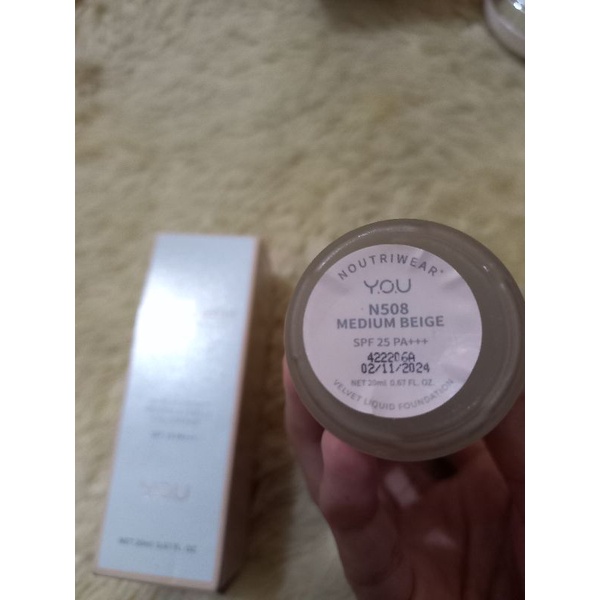 NOUTRIWEAR+
Y.O.U
N508
MEDIUM BEIGE
SPF 25 PA+++
422206A
02/11/2024
NET 20ml 0.67 FL. OZ.
VELVET LIQUID FOUNDATION
Y.O.U